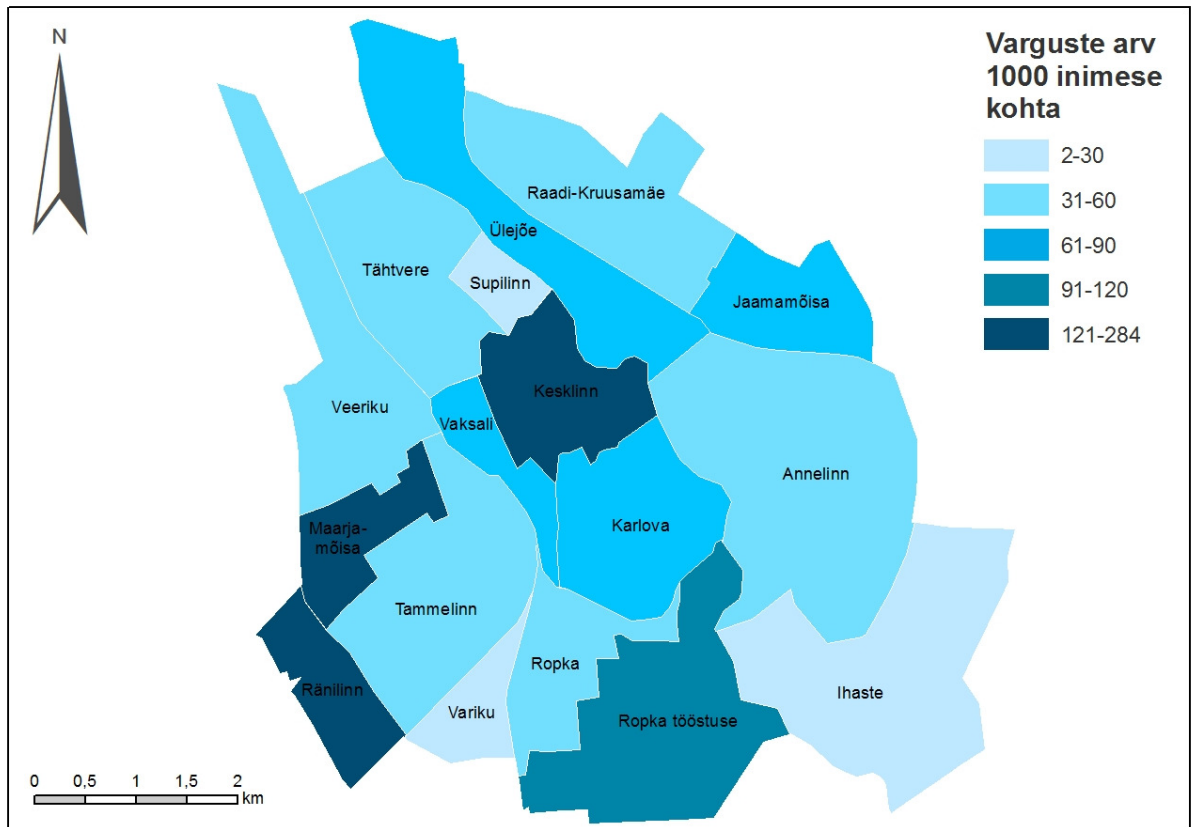 N
Varguste arv
1000 inimese
kohta
2-30
31-60
61-90
91-120
121-284
Raadi-Kruusamäe
Ülejõe
Tähtvere
Supilinn
Jaamamõisa
Kesklinn
Veeriku
Vaksali
Annelinn
Karlova
Maarja-
mõisa
Tammelinn
Ropka
Ränilinn
Variku
Ropka tööstuse
Ihaste
0 0,5 1 1,5 2
km